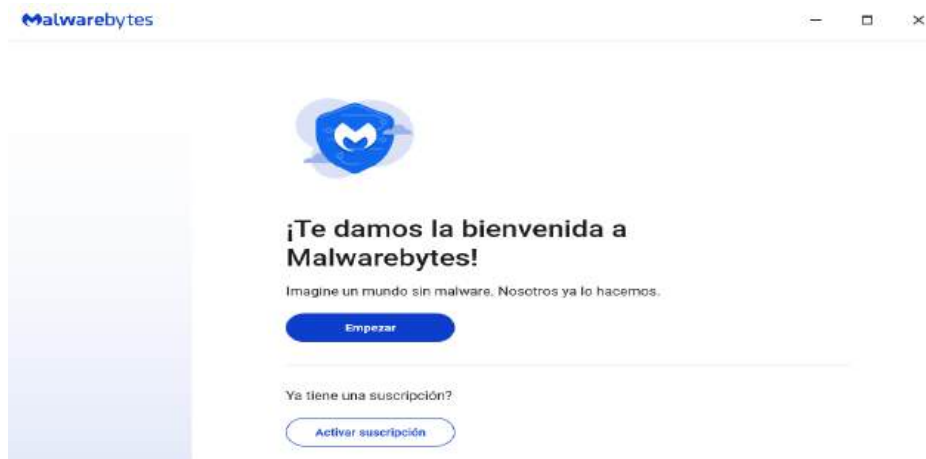 Malwarebytes
¡Te damos la bienvenida a
Malwarebytes!
Imagine un mundo sin malware. Nosotros ya lo hacemos.
Empezar
Ya tiene una suscripción?
Activar suscripción